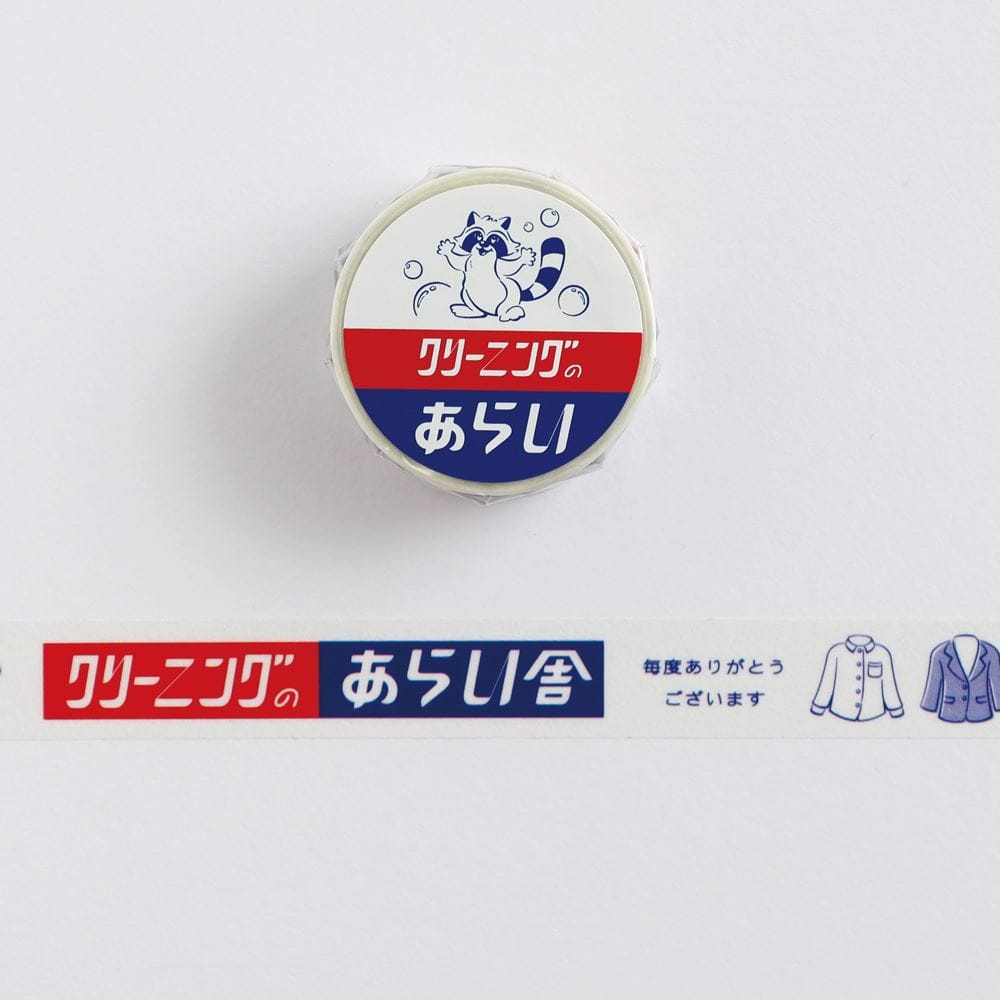 クリーニングの
あらい
クリーニングの あらい舎
毎度ありがとう
ございます